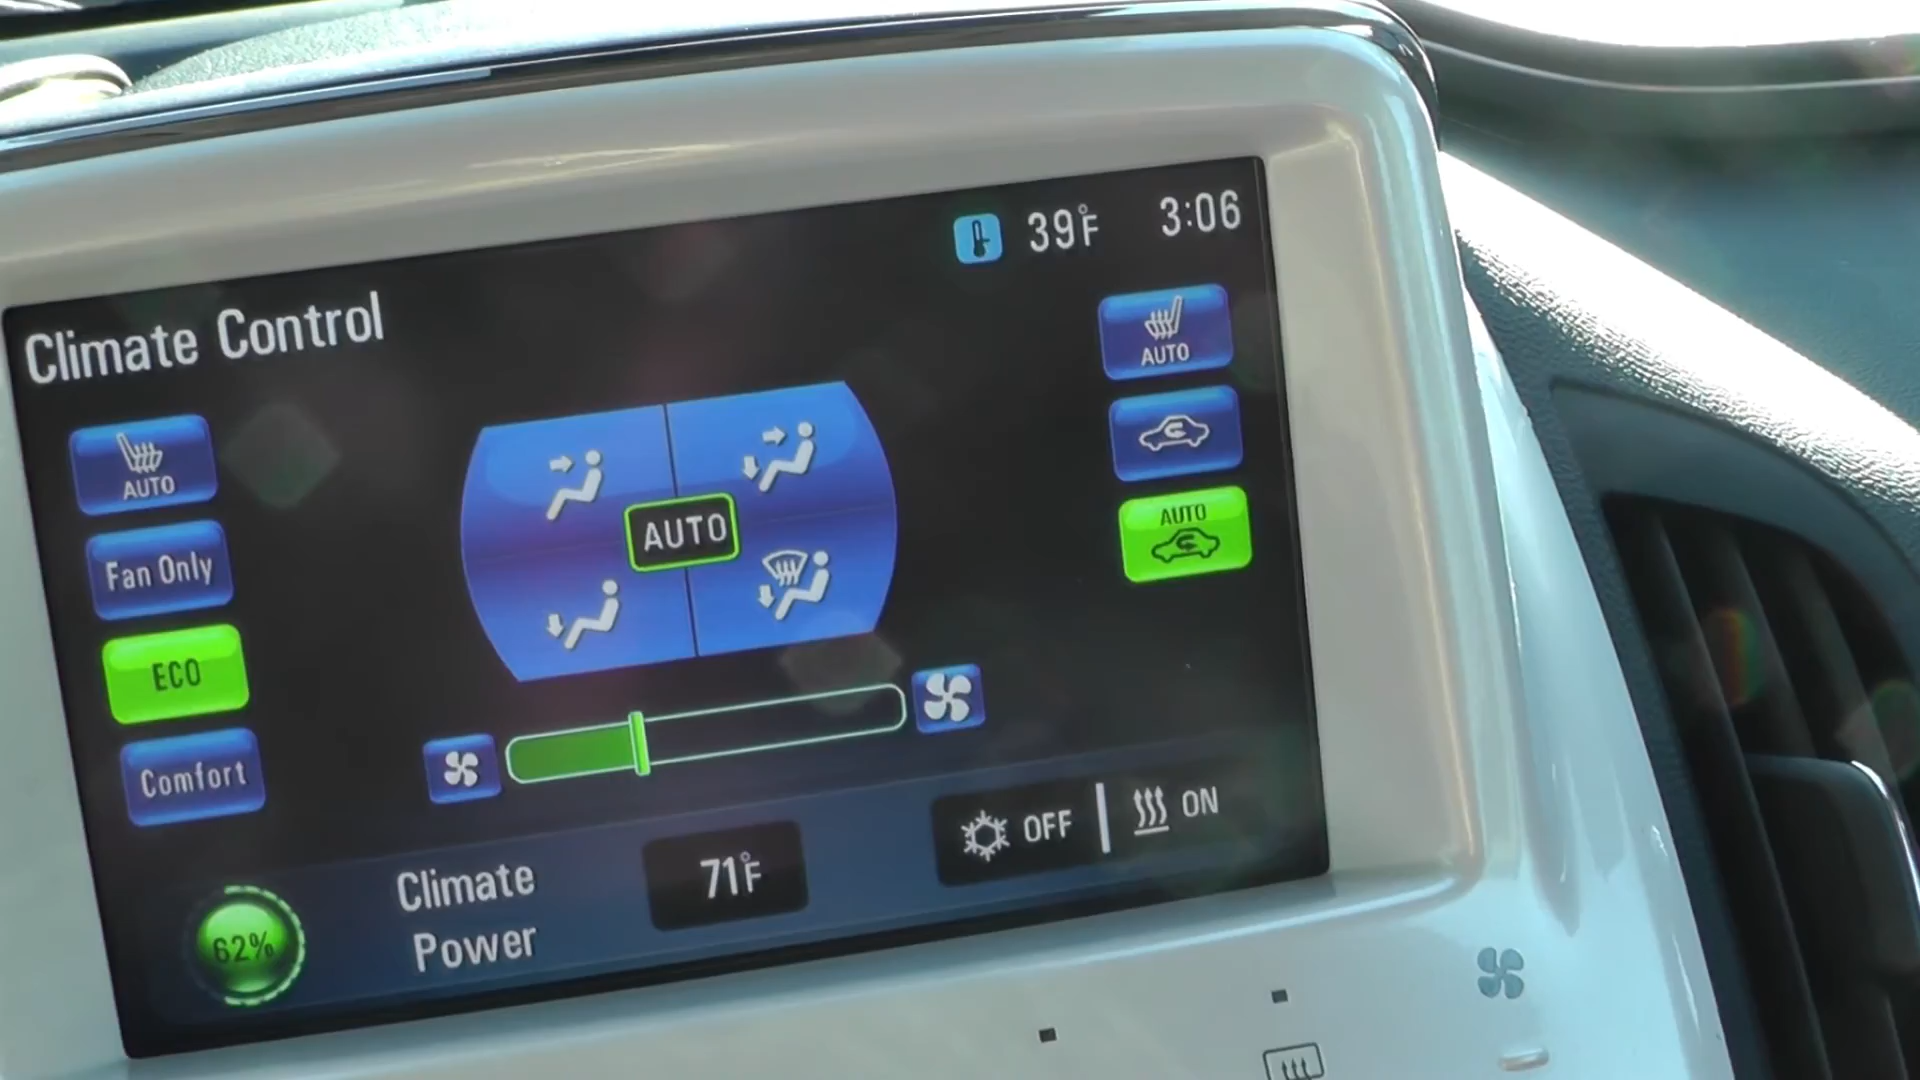 39°F 3:06
Climate Control
AUTO
AUTO
Fan Only
AUTO
AUTO
ECO
Comfort
OFF ON
Climate
Power
71°F
62%